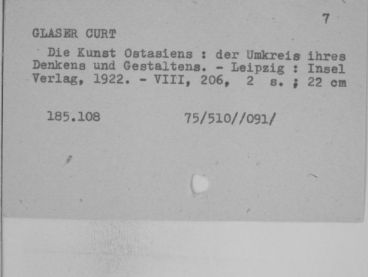 7
GLASER CURT
Die Kunst Ostasiens : der Umkreis ihres
Denkens und Gestaltens. - Leipzig : Insel
Verlag, 1922. - VIII, 206, 2 s. ; 22 cm
185.108 75/510//091/